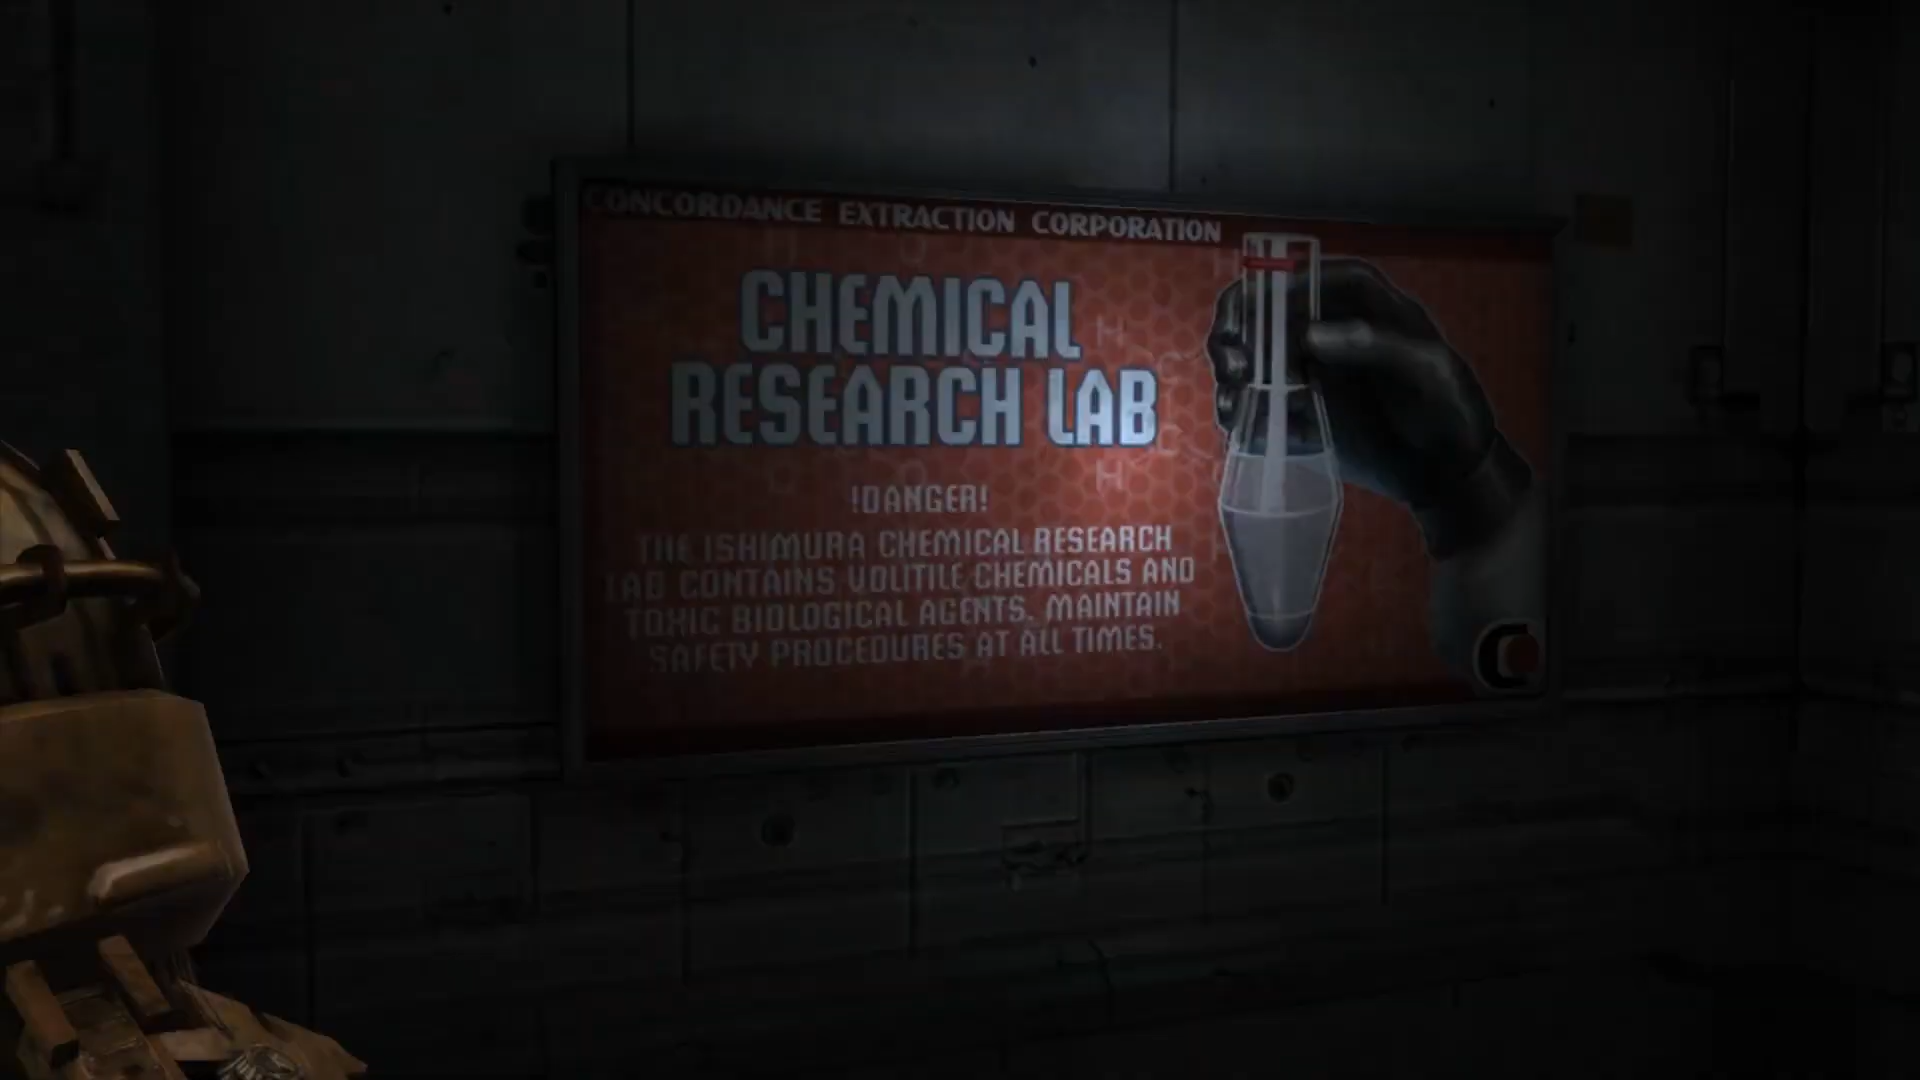 CONCORDANCE EXTRACTION CORPORATION
CHEMICAL
RESEARCH LAB
!DANGER!
THE ISHIMURA CHEMICAL RESEARCH
LAB CONTAINS VOLITILE CHEMICALS AND
TOXIC BIOLOGICAL AGENTS. MAINTAIN
SAFETY PROCEDURES AT ALL TIMES.